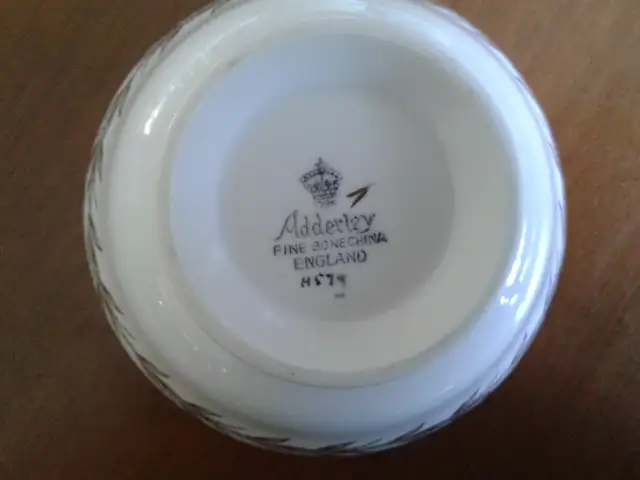 Adderley
FINE BONE CHINA
ENGLAND
H579